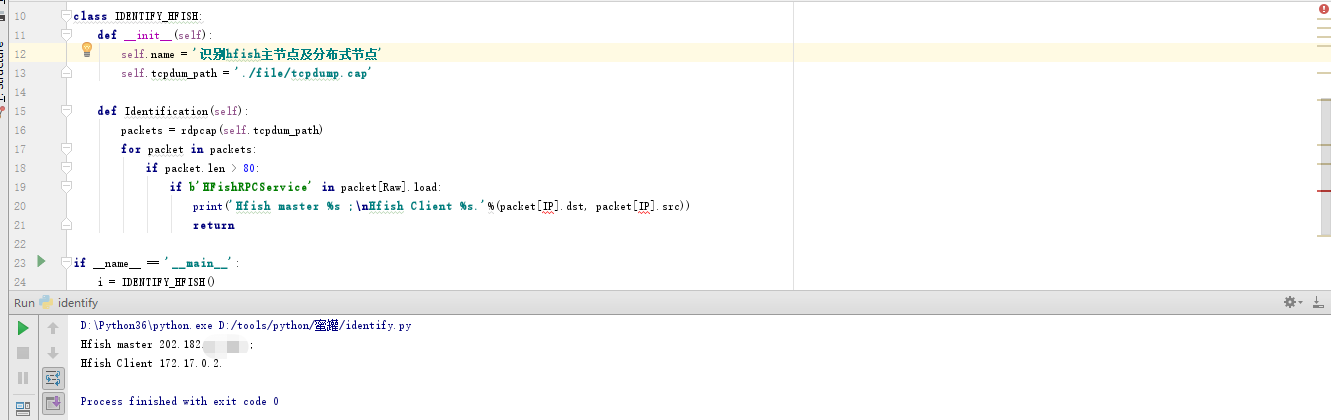 10 class IDENTIFY_HFISH:
11 def __init__(self):
12 self.name = '识别hfish主节点及分布式节点'
13 self.tcpdum_path = './file/tcpdump.cap'
14
15 def Identification(self):
16 packets = rdpcap(self.tcpdum_path)
17 for packet in packets:
18 if packet.len > 80:
19 if b'HFishRPCService' in packet[Raw].load:
20 print('Hfish master %s ;\nHfish Client %s.'%(packet[IP].dst, packet[IP].src))
21 return
22
23 if __name__ == '__main__':
24 i = IDENTIFY_HFISH()
Run identify
D:\Python36\python.exe D:/tools/python/蜜罐/identify.py
Hfish master 202.182. ;
Hfish Client 172.17.0.2.
Process finished with exit code 0